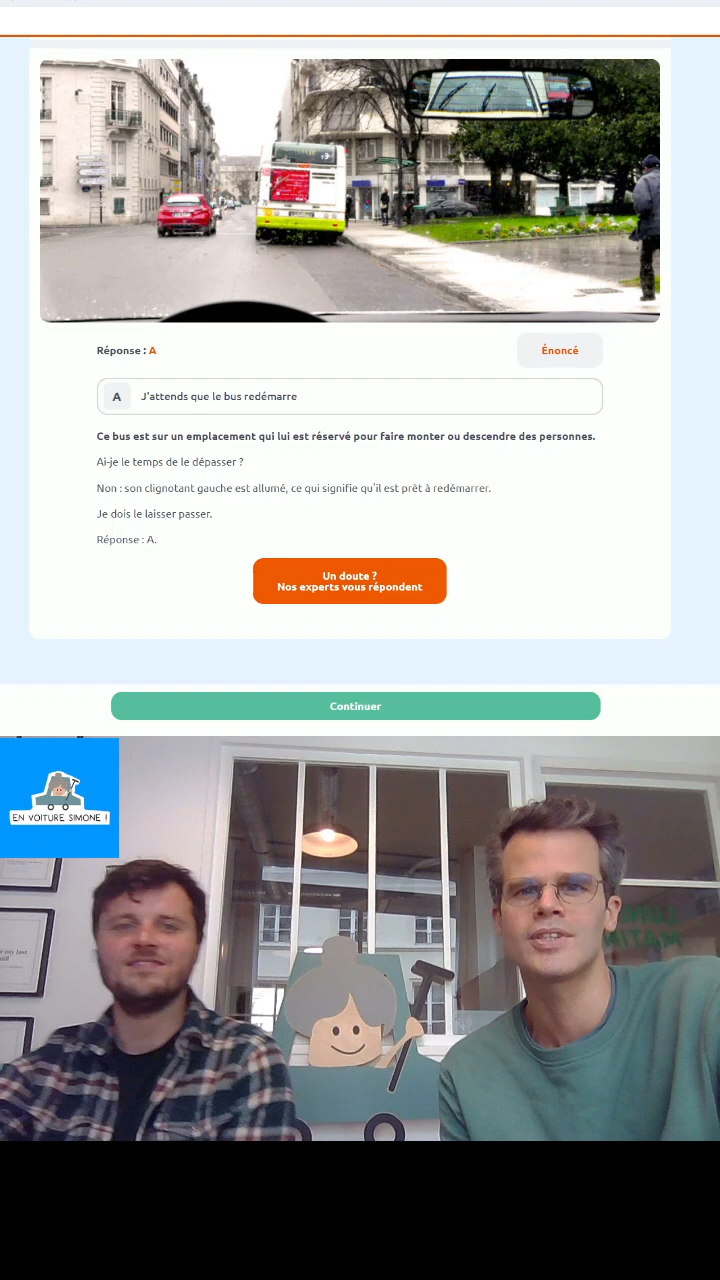 Réponse : A
Énoncé
A
J'attends que le bus redémarre
Ce bus est sur un emplacement qui lui est réservé pour faire monter ou descendre des personnes.
Ai-je le temps de le dépasser ?
Non : son clignotant gauche est allumé, ce qui signifie qu'il est prêt à redémarrer.
Je dois le laisser passer.
Réponse : A.
Un doute ?
Nos experts vous répondent
Continuer
EN VOITURE SIMONE !